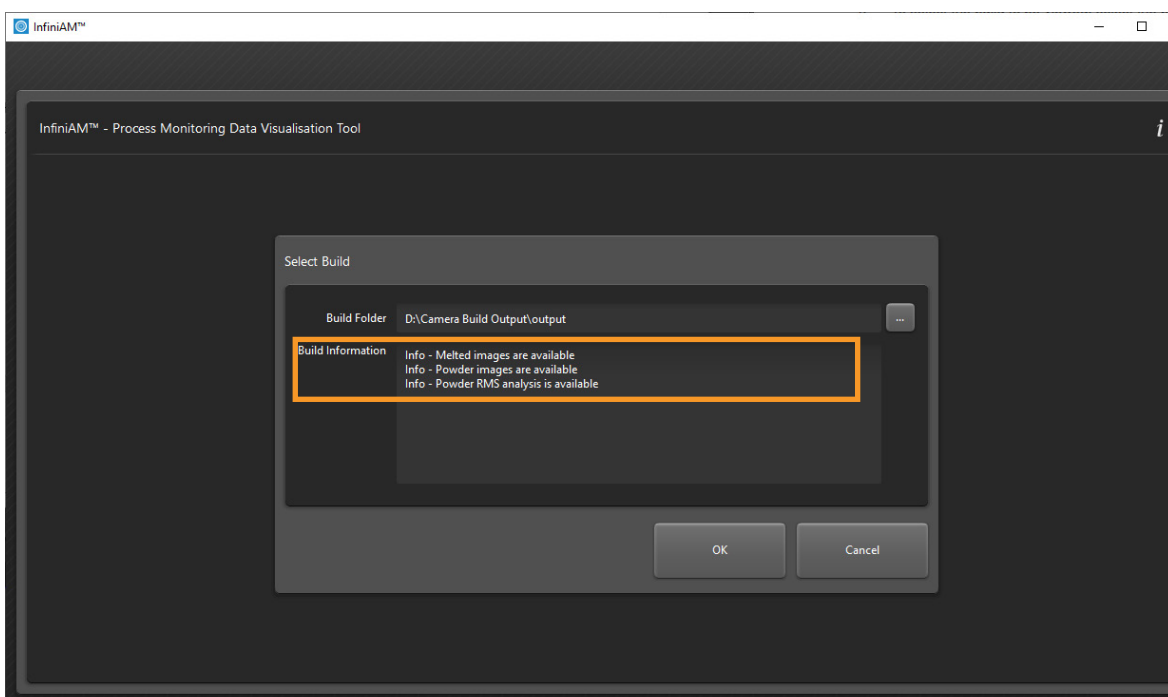 InfiniAM™
InfiniAM™ - Process Monitoring Data Visualisation Tool
i
Select Build
Build Folder D:\Camera Build Output\output ...
Build Information Info - Melted images are available
Info - Powder images are available
Info - Powder RMS analysis is available
OK Cancel